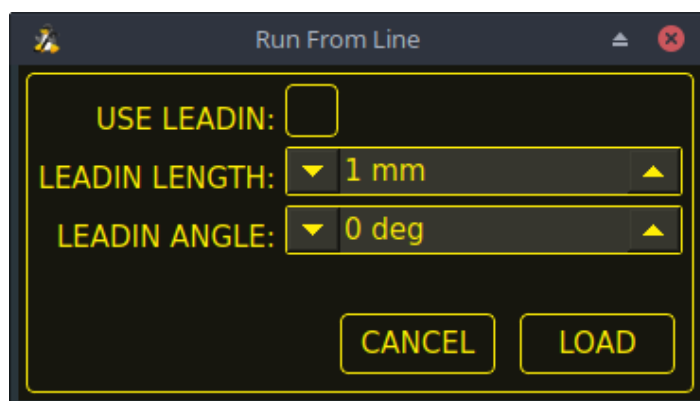 Run From Line
USE LEADIN:
LEADIN LENGTH: 1 mm
LEADIN ANGLE: 0 deg
CANCEL LOAD